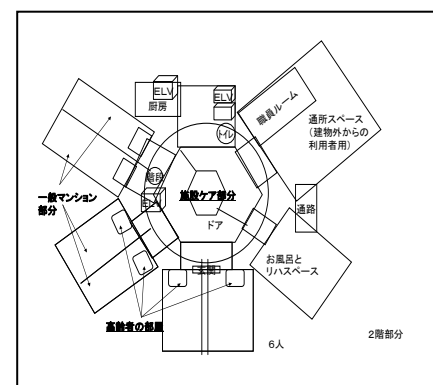 ELV
厨房
ELV
トイレ
職員ルーム
通所スペース
(建物外からの
利用者用)
一般マンション
部分
階段
ELV
施設ケア部分
ドア
通路
お風呂と
リハスペース
玄関
高齢者の部屋
6人
2階部分